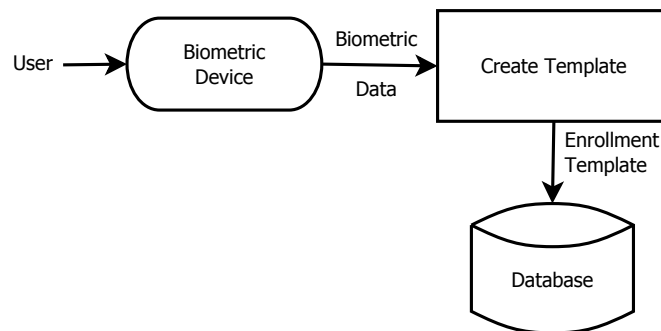 User
Biometric
Device
Biometric
Data
Create Template
Enrollment
Template
Database